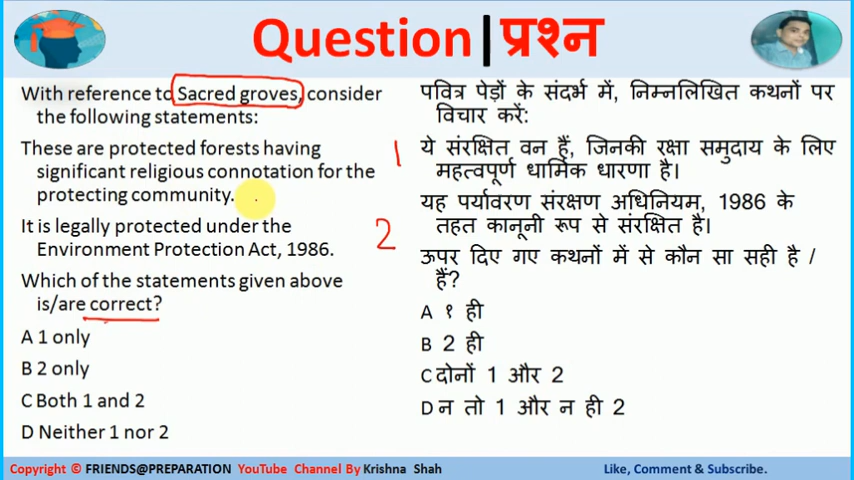 Question|प्रश्न
With reference to Sacred groves, consider
the following statements:
These are protected forests having
significant religious connotation for the
protecting community.
It is legally protected under the
Environment Protection Act, 1986.
Which of the statements given above
is/are correct?
A 1 only
B 2 only
C Both 1 and 2
D Neither 1 nor 2
पवित्र पेड़ों के संदर्भ में, निम्नलिखित कथनों पर
विचार करें:
1 ये संरक्षित वन हैं, जिनकी रक्षा समुदाय के लिए
महत्वपूर्ण धार्मिक धारणा है।
2 यह पर्यावरण संरक्षण अधिनियम, 1986 के
तहत कानूनी रूप से संरक्षित है।
ऊपर दिए गए कथनों में से कौन सा सही है /
हैं?
A १ ही
B 2 ही
C दोनों 1 और 2
D न तो 1 और न ही 2
Copyright © FRIENDS@PREPARATION YouTube Channel By Krishna Shah
Like, Comment & Subscribe.